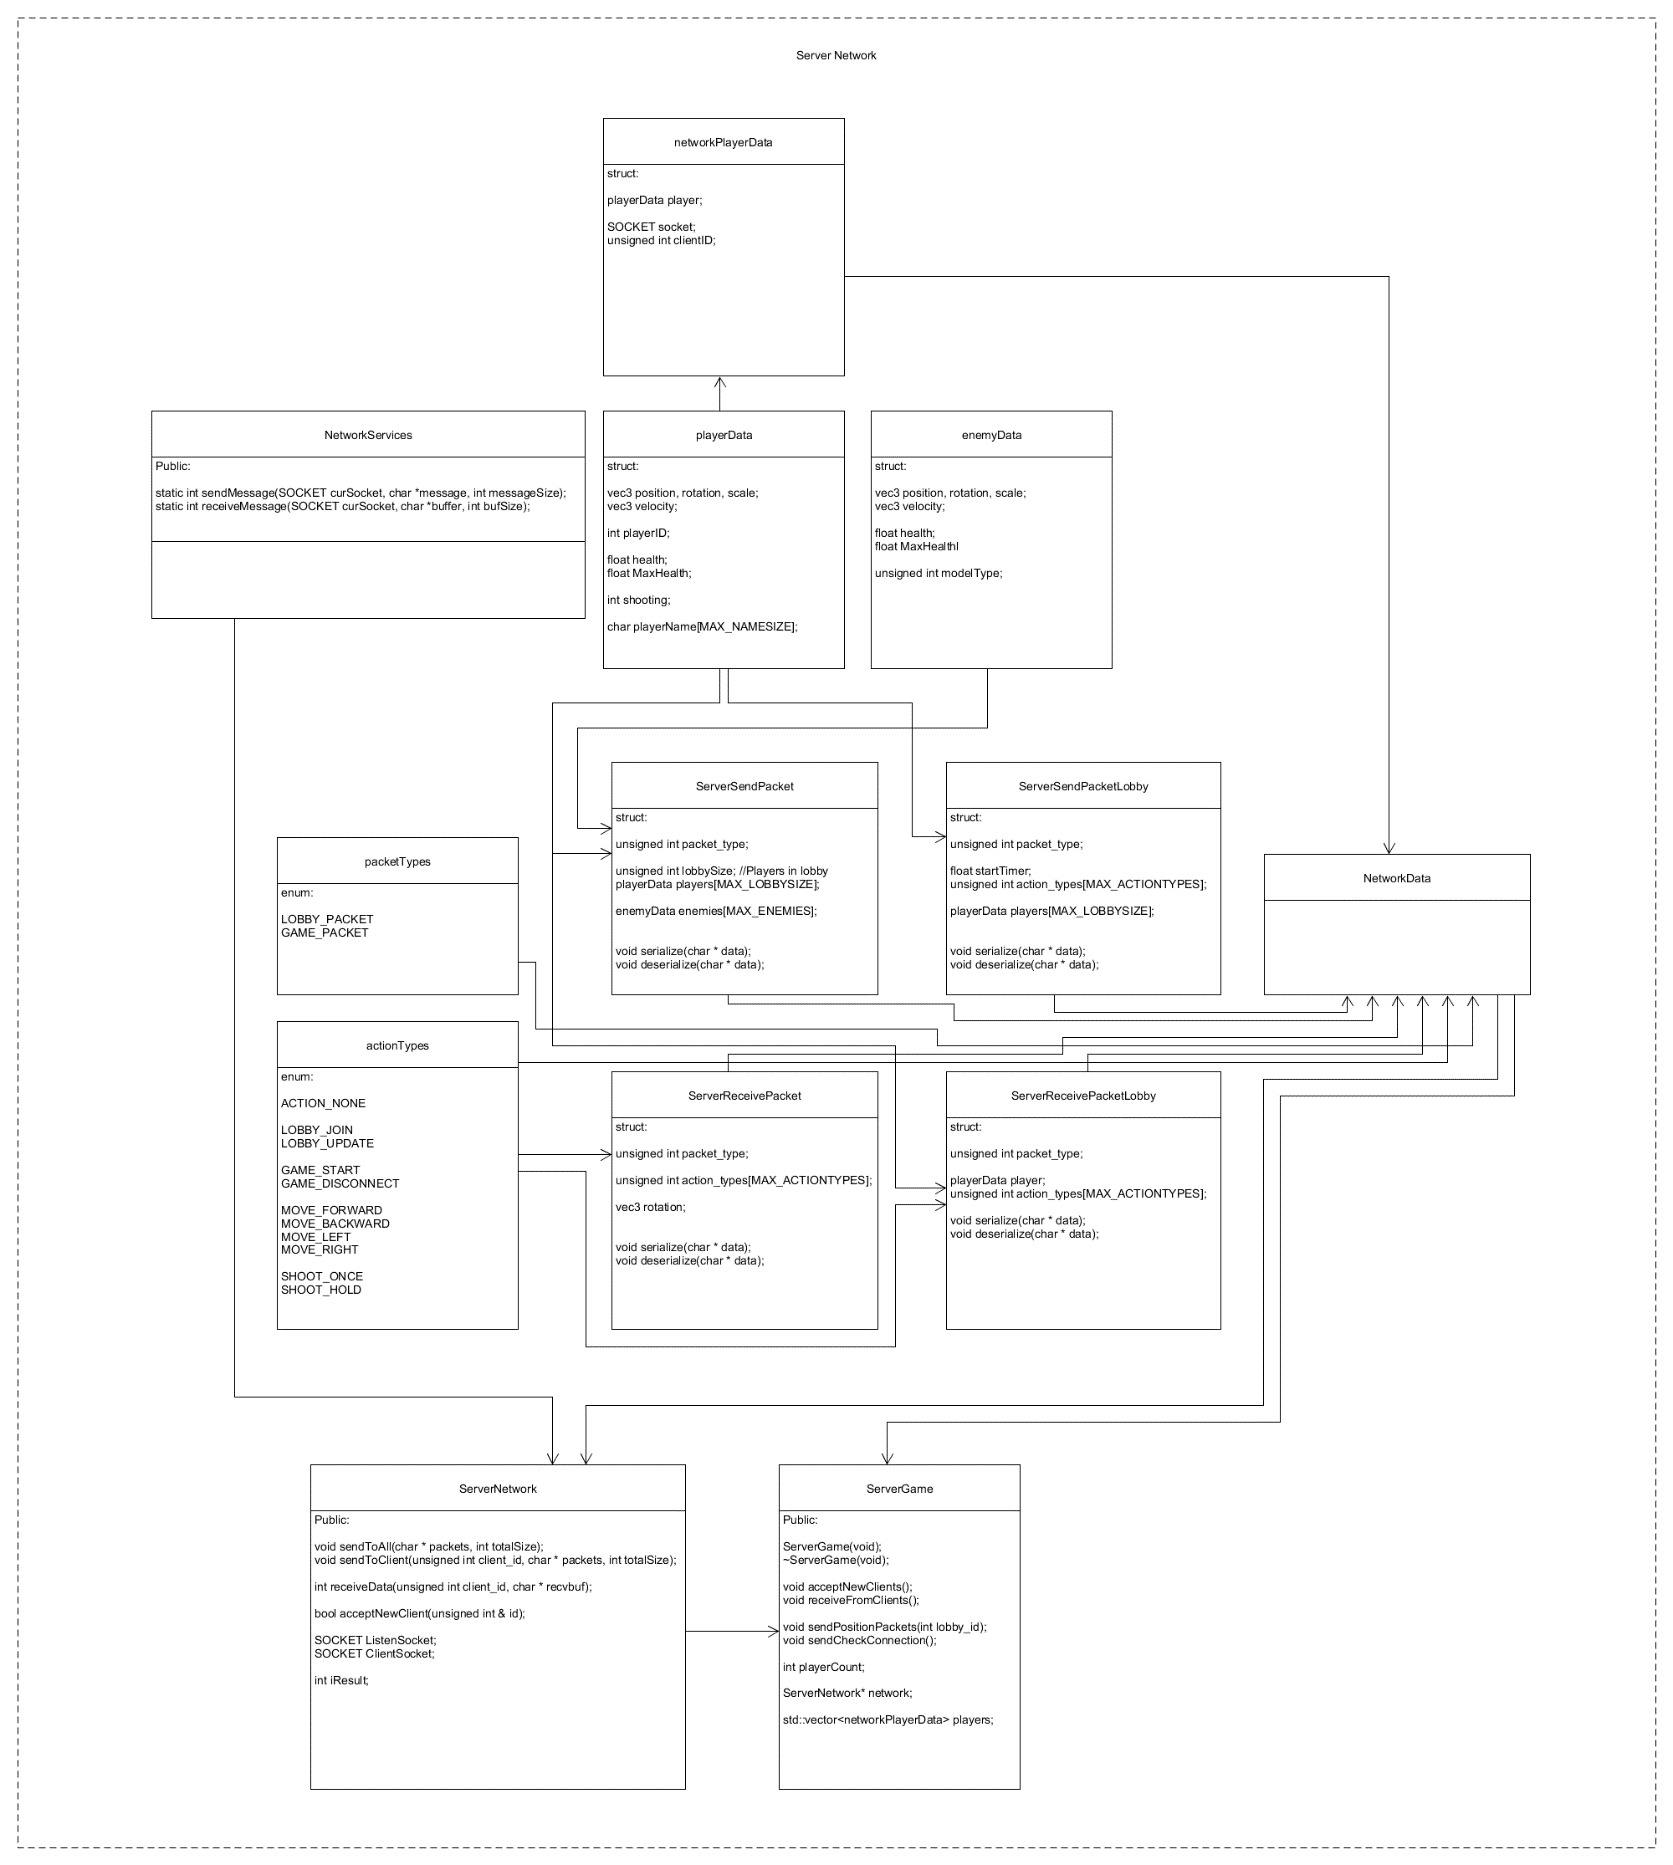 Server Network
networkPlayerData
struct:
playerData player;
SOCKET socket;
unsigned int clientID;
NetworkServices
Public:
static int sendMessage(SOCKET curSocket, char *message, int messageSize);
static int receiveMessage(SOCKET curSocket, char *buffer, int bufSize);
playerData
struct:
vec3 position, rotation, scale;
vec3 velocity;
int playerID;
float health;
float MaxHealth;
int shooting;
char playerName[MAX_NAMESIZE];
enemyData
struct:
vec3 position, rotation, scale;
vec3 velocity;
float health;
float MaxHealthl
unsigned int modelType;
ServerSendPacket
struct:
unsigned int packet_type;
unsigned int lobbySize; //Players in lobby
playerData players[MAX_LOBBYSIZE];
enemyData enemies[MAX_ENEMIES];
void serialize(char * data);
void deserialize(char * data);
ServerSendPacketLobby
struct:
unsigned int packet_type;
float startTimer;
unsigned int action_types[MAX_ACTIONTYPES];
playerData players[MAX_LOBBYSIZE];
void serialize(char * data);
void deserialize(char * data);
packetTypes
enum:
LOBBY_PACKET
GAME_PACKET
NetworkData
actionTypes
enum:
ACTION_NONE
LOBBY_JOIN
LOBBY_UPDATE
GAME_START
GAME_DISCONNECT
MOVE_FORWARD
MOVE_BACKWARD
MOVE_LEFT
MOVE_RIGHT
SHOOT_ONCE
SHOOT_HOLD
ServerReceivePacket
struct:
unsigned int packet_type;
unsigned int action_types[MAX_ACTIONTYPES];
vec3 rotation;
void serialize(char * data);
void deserialize(char * data);
ServerReceivePacketLobby
struct:
unsigned int packet_type;
playerData player;
unsigned int action_types[MAX_ACTIONTYPES];
void serialize(char * data);
void deserialize(char * data);
ServerNetwork
Public:
void sendToAll(char * packets, int totalSize);
void sendToClient(unsigned int client_id, char * packets, int totalSize);
int receiveData(unsigned int client_id, char * recvbuf);
bool acceptNewClient(unsigned int & id);
SOCKET ListenSocket;
SOCKET ClientSocket;
int iResult;
ServerGame
Public:
ServerGame(void);
~ServerGame(void);
void acceptNewClients();
void receiveFromClients();
void sendPositionPackets(int lobby_id);
void sendCheckConnection();
int playerCount;
ServerNetwork* network;
std::vector<networkPlayerData> players;